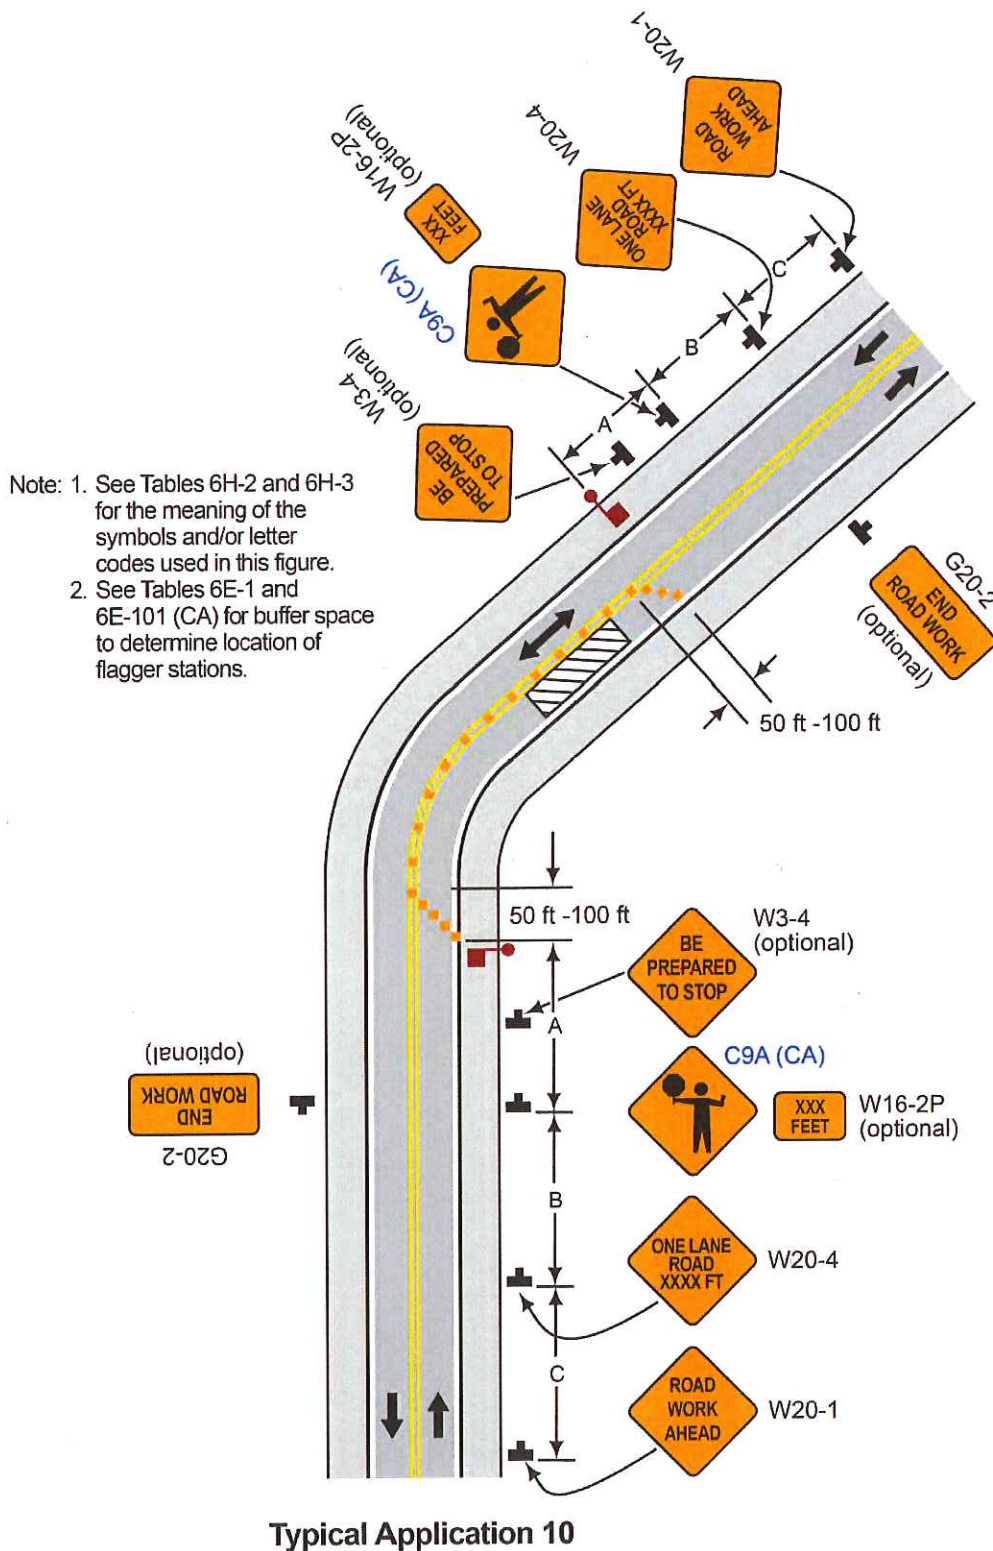 W20-1
ROAD
WORK
AHEAD
W20-4
ONE LANE
ROAD
XXXX FT
W16-2P
(optional)
XXX
FEET
C9A (CA)
W3-4
(optional)
BE
PREPARED
TO STOP
C
B
A
Note: 1. See Tables 6H-2 and 6H-3
for the meaning of the
symbols and/or letter
codes used in this figure.
2. See Tables 6E-1 and
6E-101 (CA) for buffer space
to determine location of
flagger stations.
G20-2
(optional)
END
ROAD WORK
50 ft -100 ft
50 ft -100 ft
W3-4
(optional)
BE
PREPARED
TO STOP
A
C9A (CA)
XXX
FEET
W16-2P
(optional)
G20-2
(optional)
END
ROAD WORK
B
ONE LANE
ROAD
XXXX FT
W20-4
C
ROAD
WORK
AHEAD
W20-1
Typical Application 10